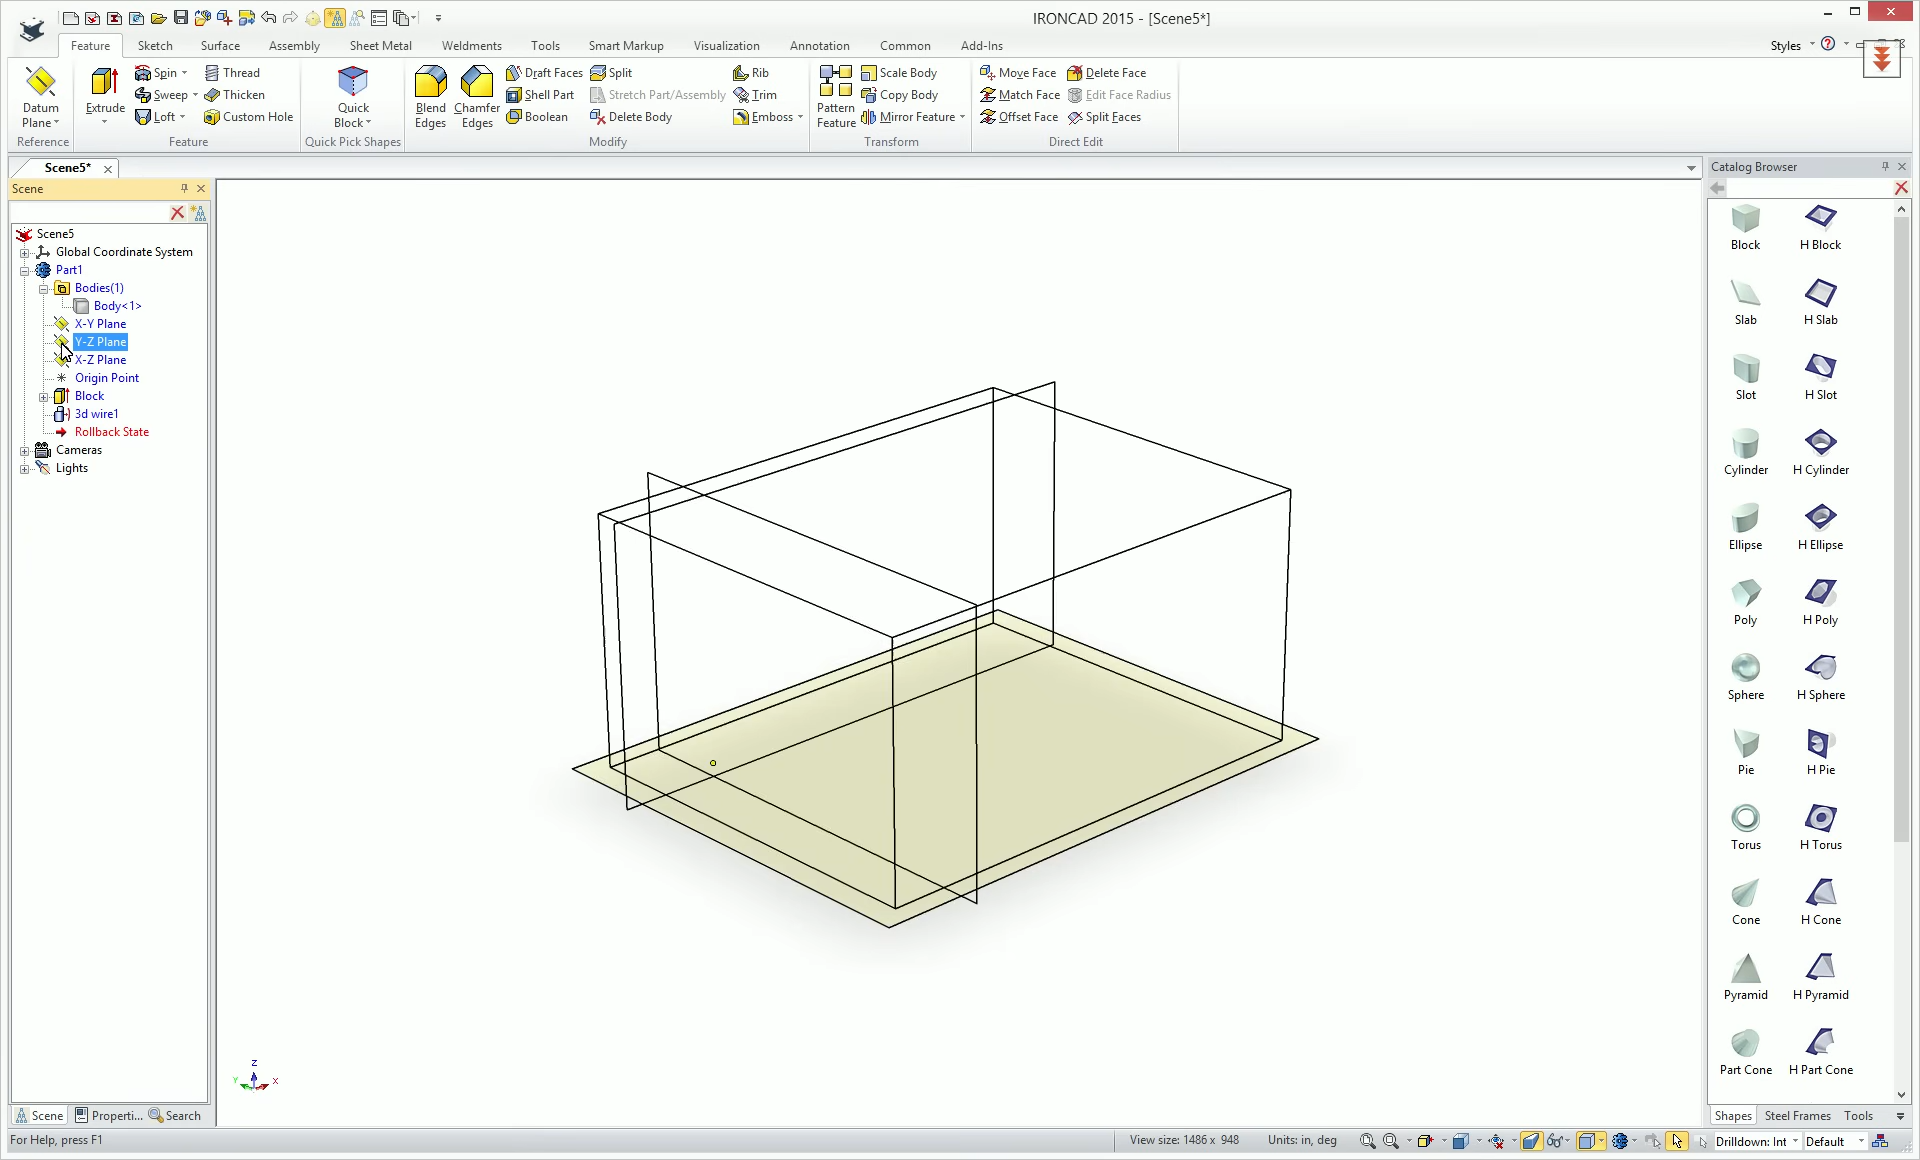 IRONCAD 2015 - [Scene5*]
Feature Sketch Surface Assembly Sheet Metal Weldments Tools Smart Markup Visualization Annotation Common Add-Ins Styles
Datum Plane
Reference
Extrude
Spin
Sweep
Loft
Thread
Thicken
Custom Hole
Feature
Quick Block
Quick Pick Shapes
Blend Edges
Chamfer Edges
Draft Faces
Shell Part
Boolean
Split
Stretch Part/Assembly
Delete Body
Rib
Trim
Emboss
Modify
Pattern Feature
Scale Body
Copy Body
Mirror Feature
Transform
Move Face
Match Face
Offset Face
Delete Face
Edit Face Radius
Split Faces
Direct Edit
Scene5*
Scene
Scene5
Global Coordinate System
Part1
Bodies(1)
Body<1>
X-Y Plane
Y-Z Plane
X-Z Plane
Origin Point
Block
3d wire1
Rollback State
Cameras
Lights
Z
Y
X
Catalog Browser
Block H Block
Slab H Slab
Slot H Slot
Cylinder H Cylinder
Ellipse H Ellipse
Poly H Poly
Sphere H Sphere
Pie H Pie
Torus H Torus
Cone H Cone
Pyramid H Pyramid
Part Cone H Part Cone
Scene Properti... Search
Shapes Steel Frames Tools
For Help, press F1
View size: 1486 x 948
Units: in, deg
Drilldown: Int
Default